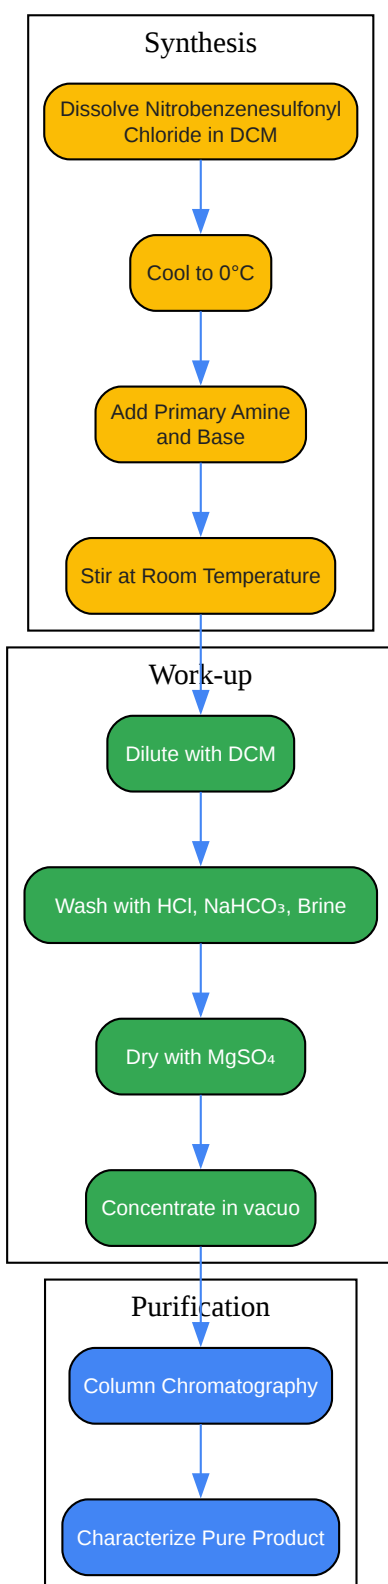 Synthesis
Dissolve Nitrobenzenesulfonyl
Chloride in DCM
Cool to 0°C
Add Primary Amine
and Base
Stir at Room Temperature
Work-up
Dilute with DCM
Wash with HCl, NaHCO₃, Brine
Dry with MgSO₄
Concentrate in vacuo
Purification
Column Chromatography
Characterize Pure Product